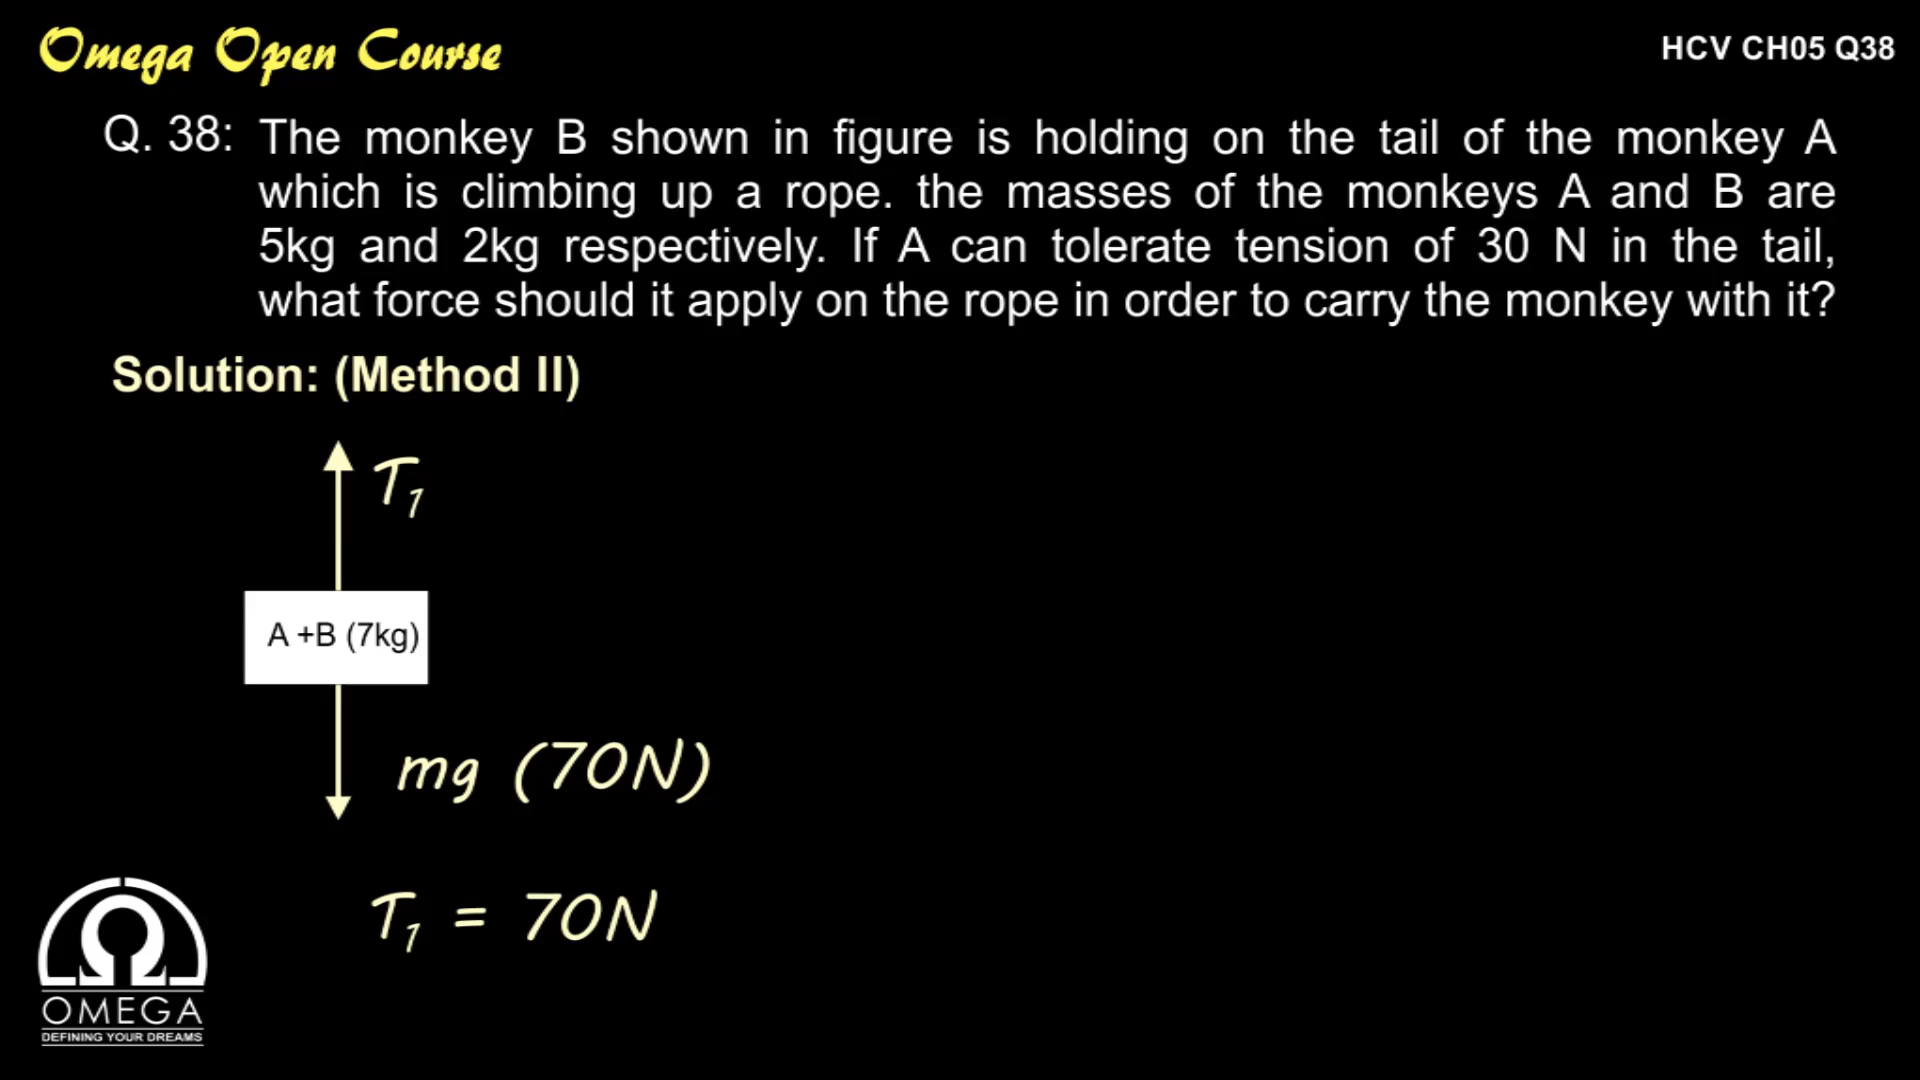 Omega Open Course
HCV CH05 Q38
Q. 38: The monkey B shown in figure is holding on the tail of the monkey A
which is climbing up a rope. the masses of the monkeys A and B are
5kg and 2kg respectively. If A can tolerate tension of 30 N in the tail,
what force should it apply on the rope in order to carry the monkey with it?
Solution: (Method II)
T₁
A +B (7kg)
mg (70N)
T₁ = 70N
OMEGA
DEFINING YOUR DREAMS